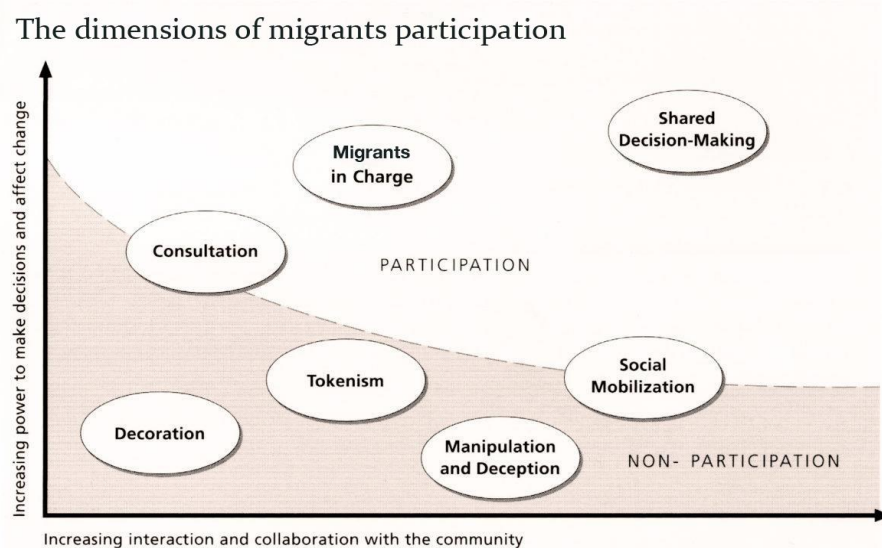 The dimensions of migrants participation
Increasing power to make decisions and affect change
Shared
Decision-Making
Migrants
in Charge
Consultation
PARTICIPATION
Social
Mobilization
Tokenism
Decoration
Manipulation
and Deception
NON- PARTICIPATION
Increasing interaction and collaboration with the community